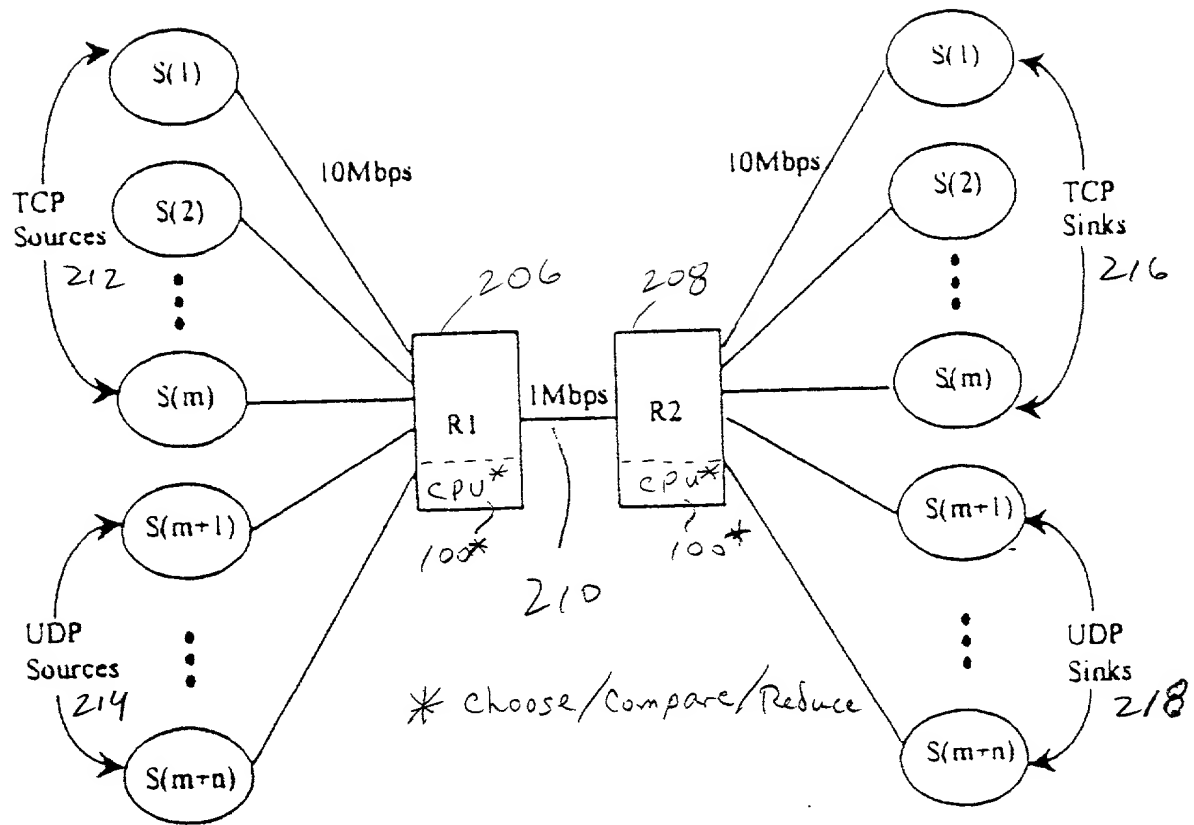 S(1)
S(2)
S(m)
TCP
Sources
212
10Mbps
206
208
R1
CPU*
100*
1Mbps
210
R2
CPU*
100*
S(m+1)
S(m+n)
UDP
Sources
214
10Mbps
S(1)
S(2)
S(m)
TCP
Sinks
216
S(m+1)
S(m+n)
UDP
Sinks
218
* Choose/Compare/Reduce